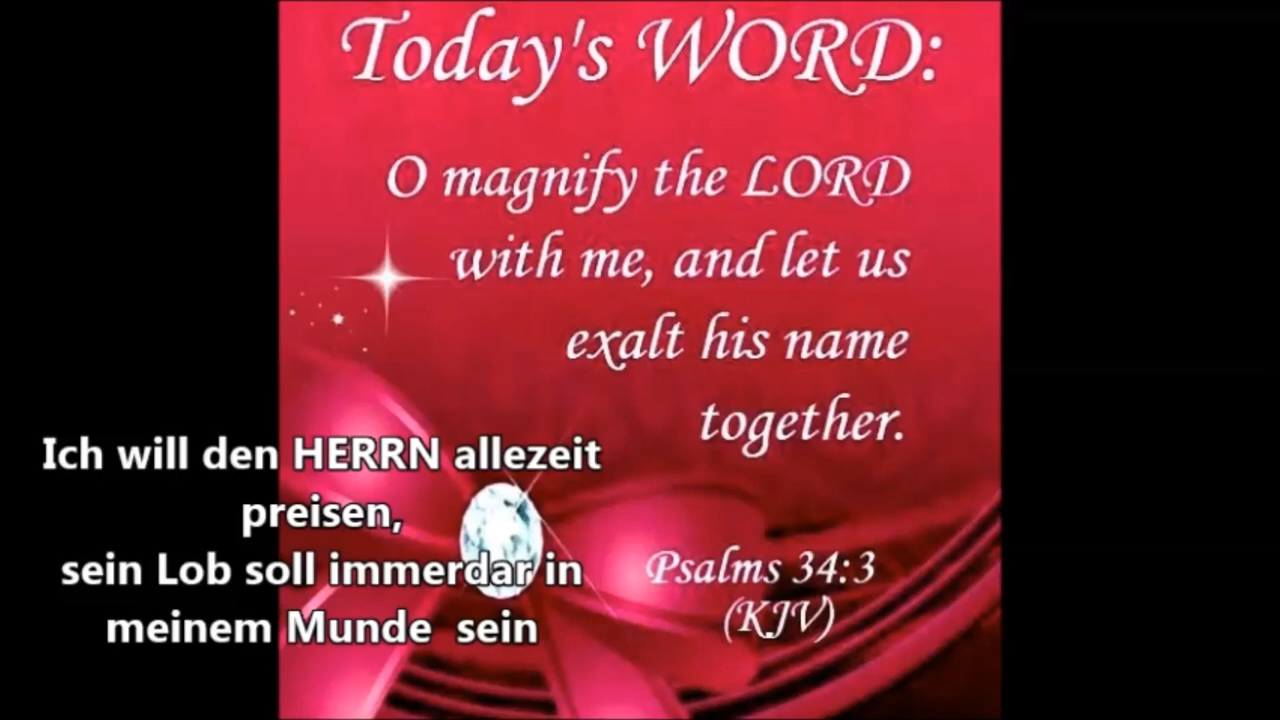 Today's WORD:
O magnify the LORD
with me, and let us
exalt his name
together.
Psalms 34:3
(KJV)
Ich will den HERRN allezeit
preisen,
sein Lob soll immerdar in
meinem Munde sein